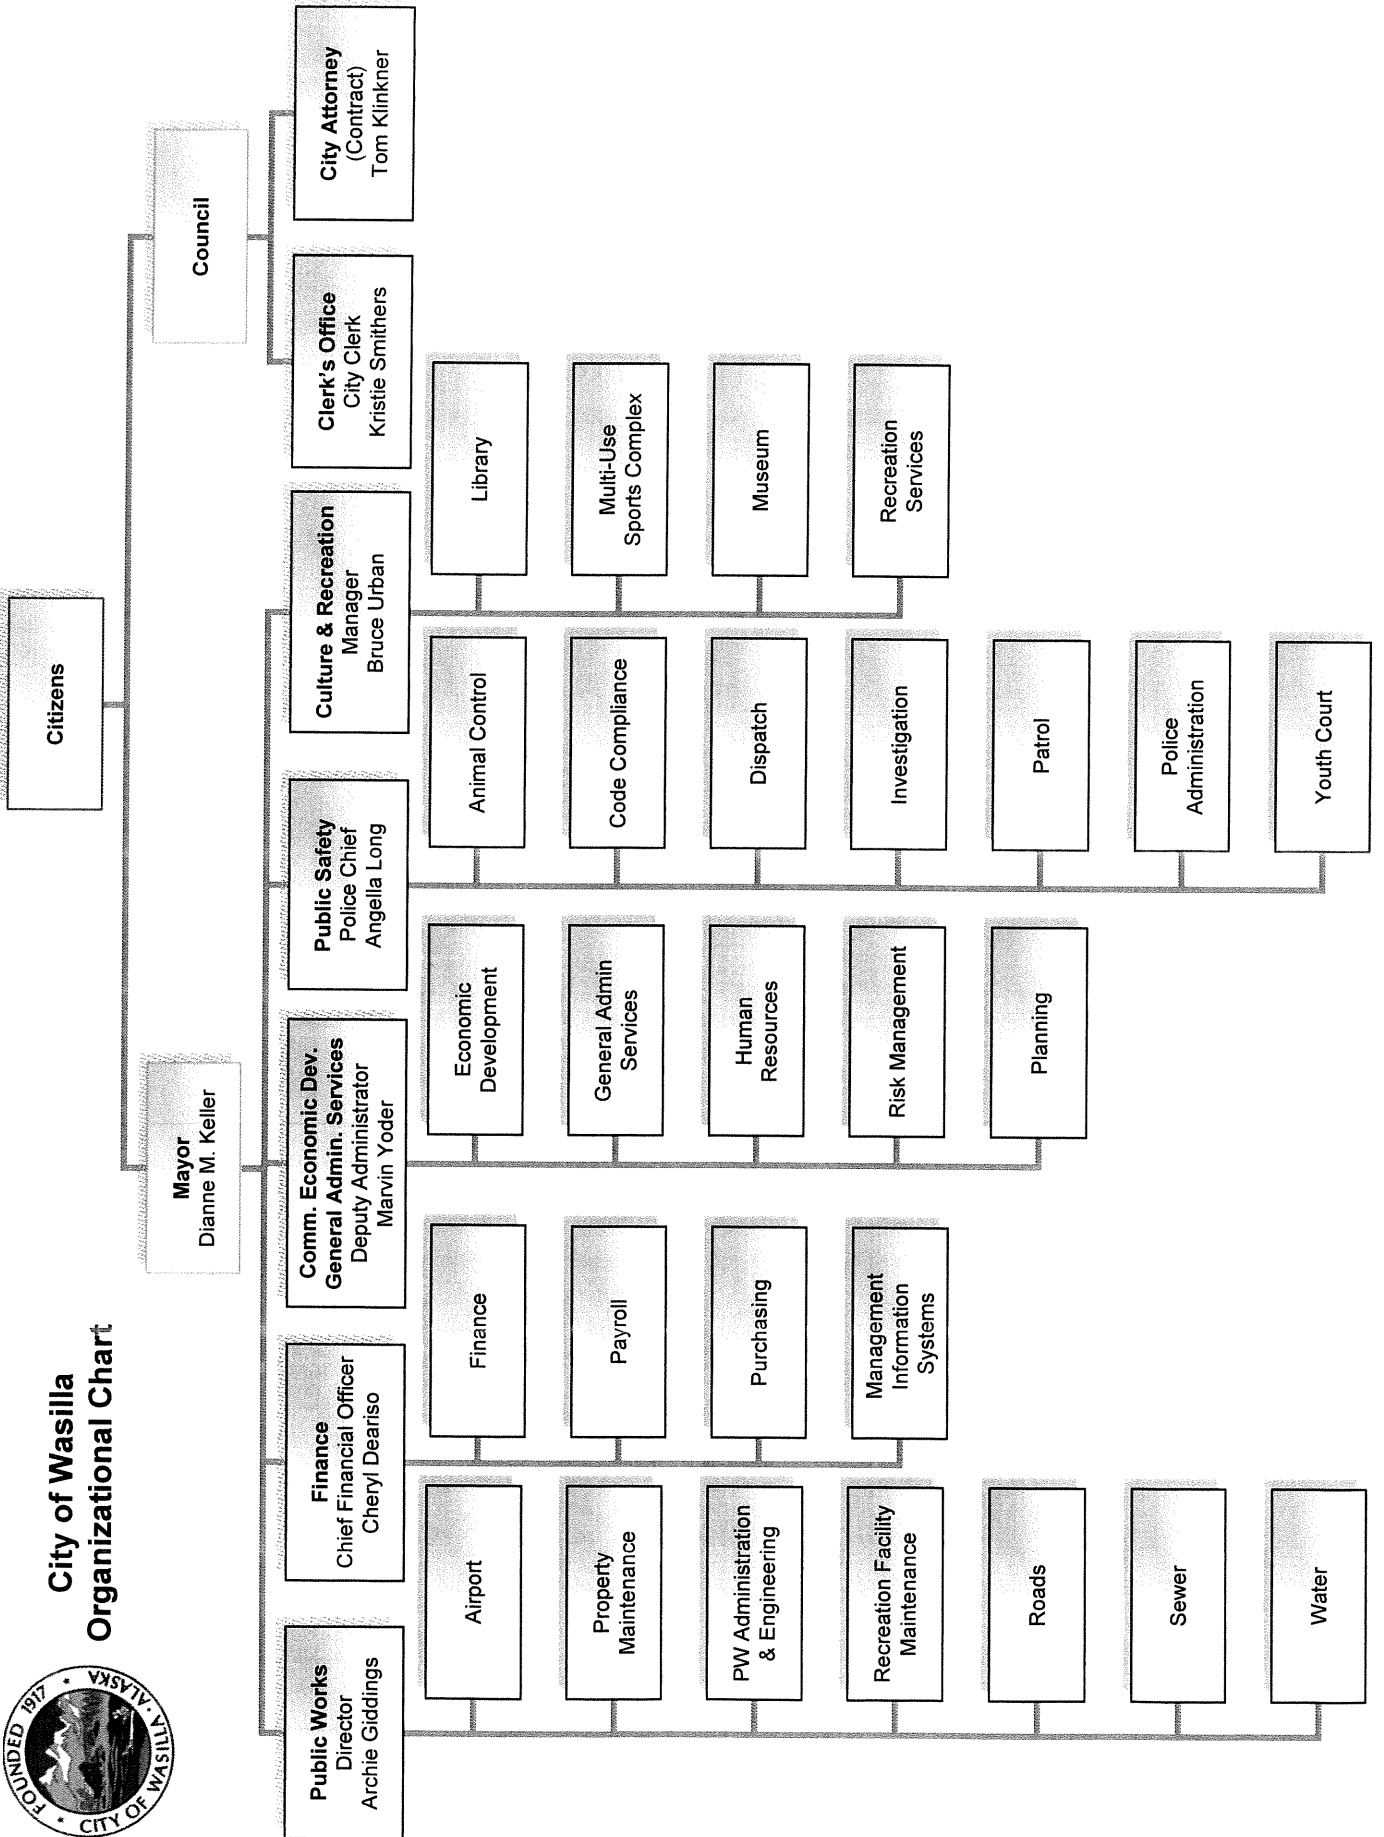 FOUNDED 1917 * ALASKA
CITY OF WASILLA
City of Wasilla
Organizational Chart
Citizens
Mayor
Dianne M. Keller
Council
Public Works
Director
Archie Giddings
Finance
Chief Financial Officer
Cheryl Deariso
Comm. Economic Dev.
General Admin. Services
Deputy Administrator
Marvin Yoder
Public Safety
Police Chief
Angella Long
Culture & Recreation
Manager
Bruce Urban
Clerk's Office
City Clerk
Kristie Smithers
City Attorney
(Contract)
Tom Klinkner
Airport
Property
Maintenance
PW Administration
& Engineering
Recreation Facility
Maintenance
Roads
Sewer
Water
Finance
Payroll
Purchasing
Management
Information
Systems
Economic
Development
General Admin
Services
Human
Resources
Risk Management
Planning
Animal Control
Code Compliance
Dispatch
Investigation
Patrol
Police
Administration
Youth Court
Library
Multi-Use
Sports Complex
Museum
Recreation
Services